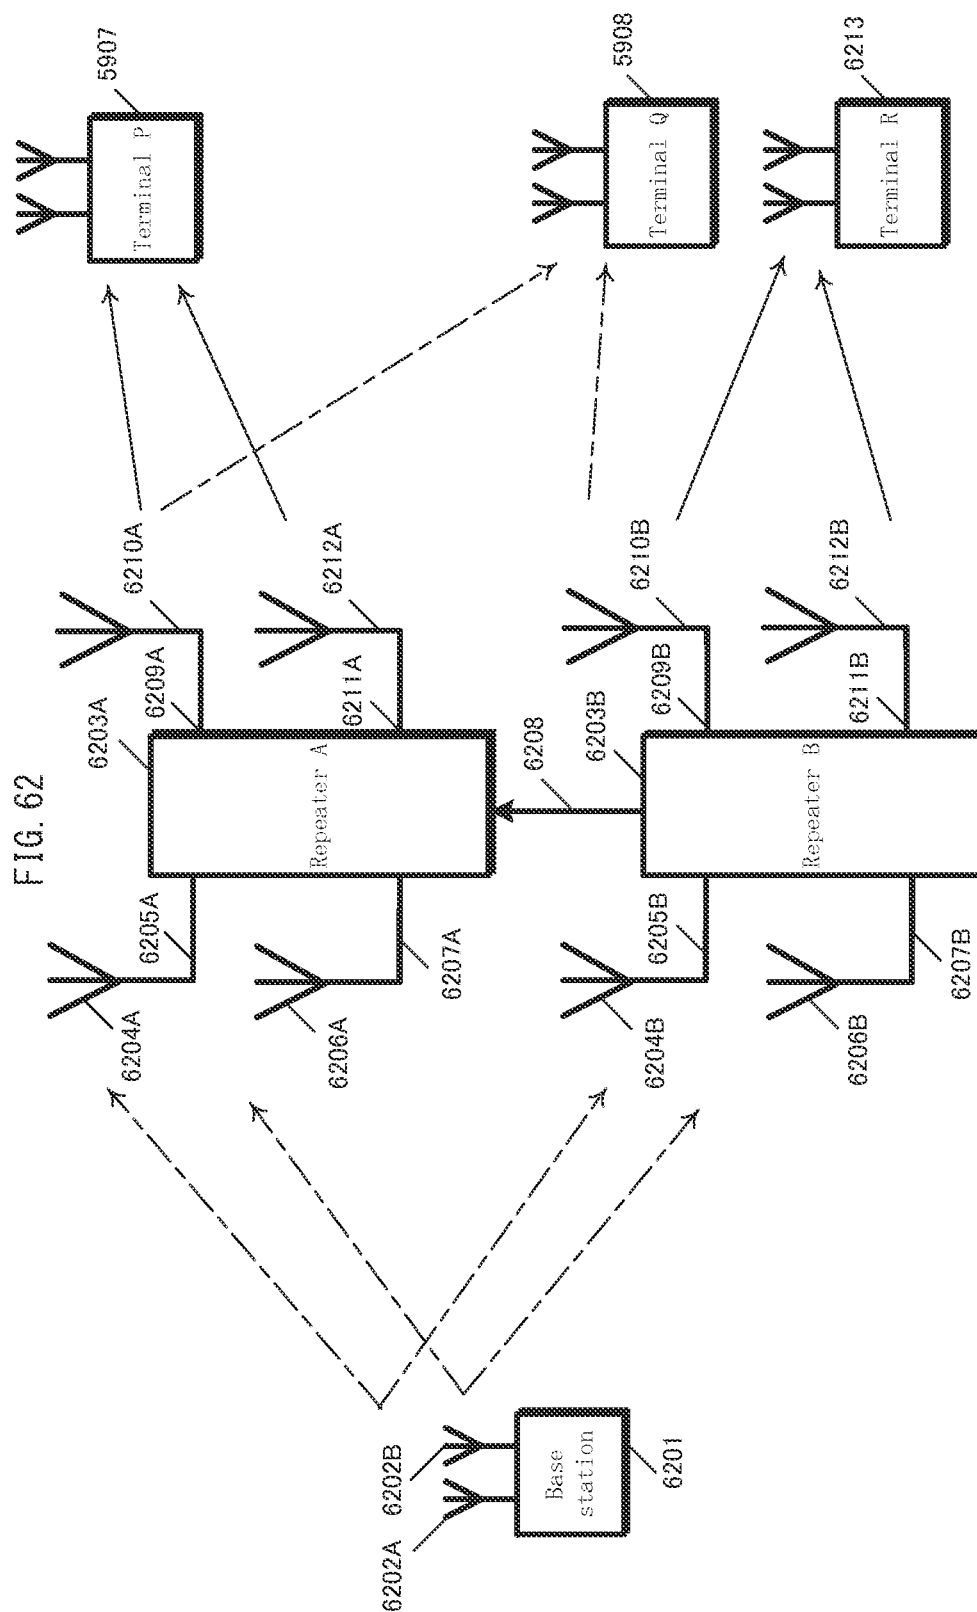 FIG. 62
6202A
6202B
Base
station
6201
6204A
6205A
6206A
6207A
6203A
Repeater A
6209A
6210A
6211A
6212A
6208
6204B
6205B
6206B
6207B
6203B
Repeater B
6209B
6210B
6211B
6212B
Terminal P
5907
Terminal Q
5908
Terminal R
6213